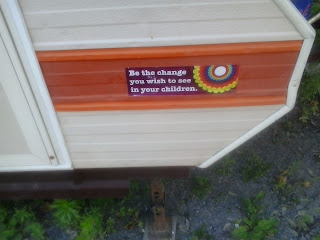 Be the change
you wish to see
in your children.